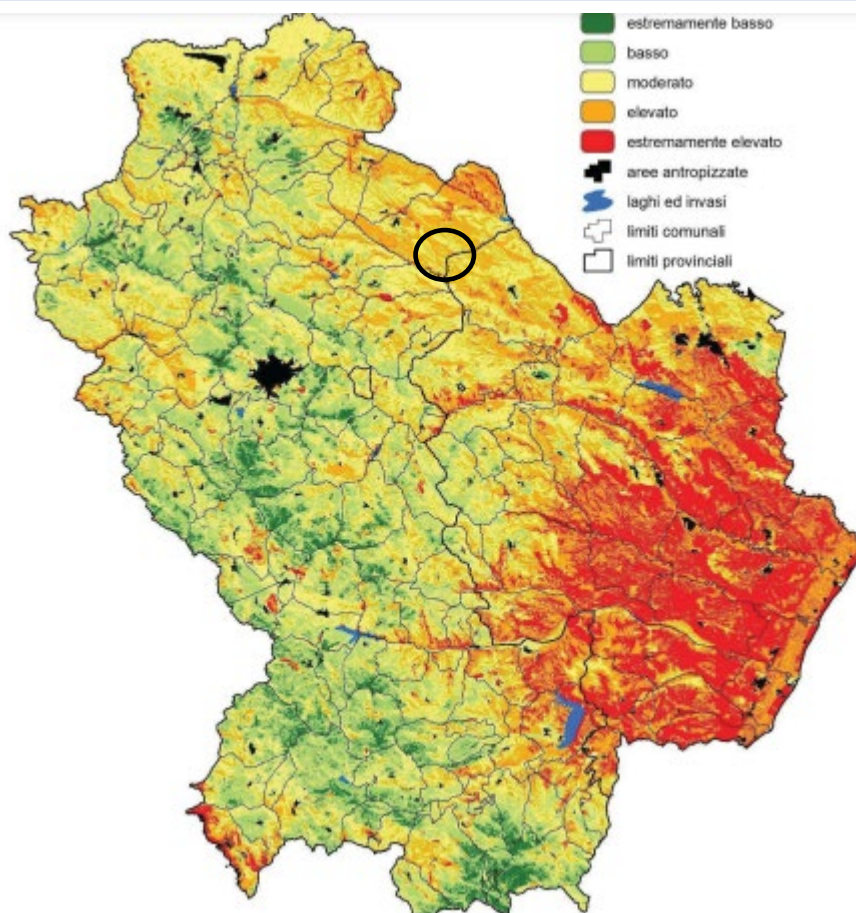 estremamente basso
basso
moderato
elevato
estremamente elevato
aree antropizzate
laghi ed invasi
limiti comunali
limiti provinciali